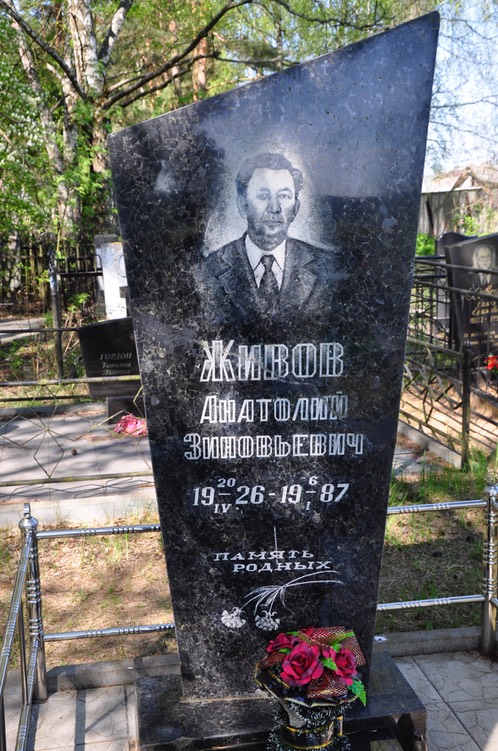 ЖИВОВ
АНАТОЛИЙ
ЗИНОВЬЕВИЧ
19 20/IV 26 - 19 6/I 87
ПАМЯТЬ
РОДНЫХ
ГОРДОН